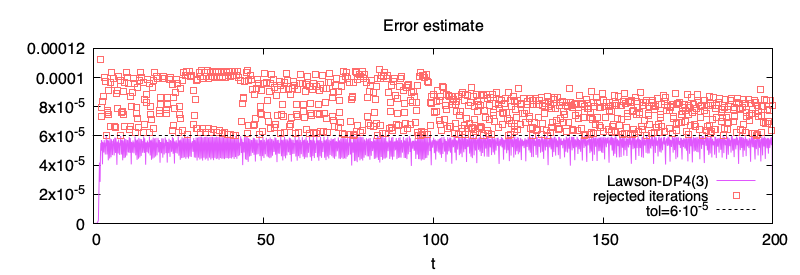 Error estimate
0.00012
0.0001
8x10⁻⁵
6x10⁻⁵
4x10⁻⁵
2x10⁻⁵
0
Lawson-DP4(3)
rejected iterations
tol=6·10⁻⁵
0 50 100 150 200
t